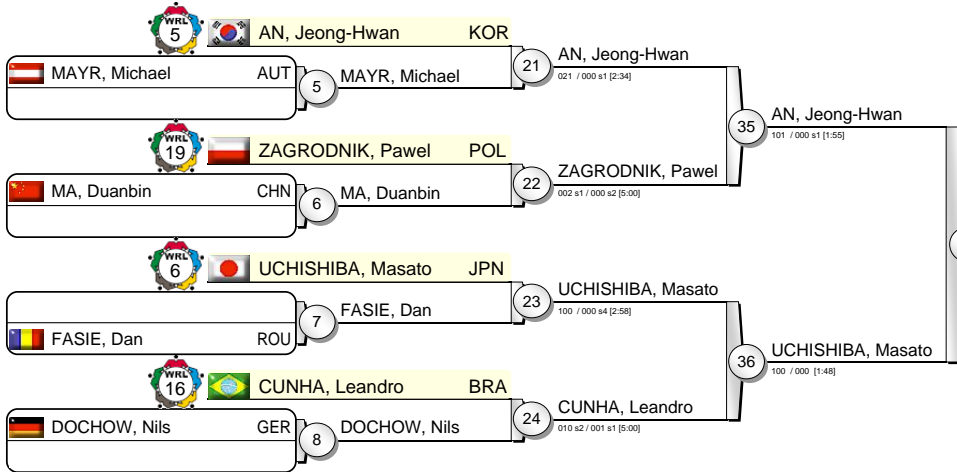 WRL 5 AN, Jeong-Hwan KOR
MAYR, Michael AUT
5 MAYR, Michael
21 AN, Jeong-Hwan
021 / 000 s1 [2:34]
WRL 19 ZAGRODNIK, Pawel POL
MA, Duanbin CHN
6 MA, Duanbin
22 ZAGRODNIK, Pawel
002 s1 / 000 s2 [5:00]
35 AN, Jeong-Hwan
101 / 000 s1 [1:55]
WRL 6 UCHISHIBA, Masato JPN
FASIE, Dan ROU
7 FASIE, Dan
23 UCHISHIBA, Masato
100 / 000 s4 [2:58]
WRL 16 CUNHA, Leandro BRA
DOCHOW, Nils GER
8 DOCHOW, Nils
24 CUNHA, Leandro
010 s2 / 001 s1 [5:00]
36 UCHISHIBA, Masato
100 / 000 [1:48]